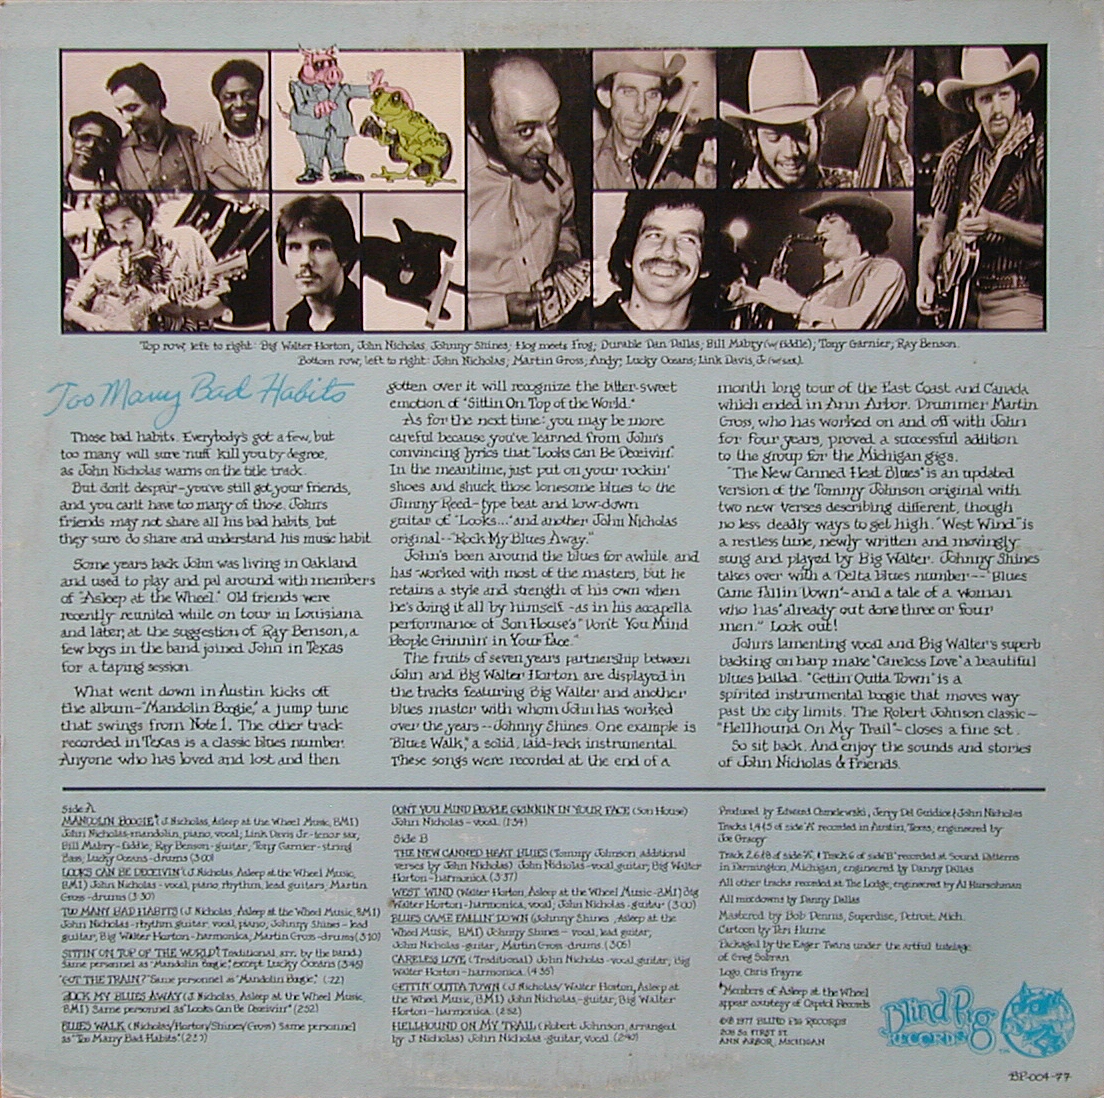 Top row, left to right: Big Walter Horton, John Nicholas, Johnny Shines; Hog meets Frog; Durable Dan Dallas; Bill Mabry (w/fiddle); Tony Garnier; Ray Benson.
Bottom row, left to right: John Nicholas; Martin Gross; Andy; Lucky Oceans; Link Davis, Jr. (w/sax).
Too Many Bad Habits
Those bad habits. Everybody's got a few, but
too many will sure 'nuff kill you by degree,
as John Nicholas warns on the title track.
But don't despair-you've still got your friends,
and you can't have too many of those. John's
friends may not share all his bad habits, but
they sure do share and understand his music habit.
Some years back John was living in Oakland
and used to play and pal around with members
of "Asleep at the Wheel." Old friends were
recently reunited while on tour in Louisiana
and later, at the suggestion of Ray Benson, a
few boys in the band joined John in Texas
for a taping session.
What went down in Austin kicks off
the album-"Mandolin Boogie," a jump tune
that swings from Note 1. The other track
recorded in Texas is a classic blues number.
Anyone who has loved and lost and then
gotten over it will recognize the bitter-sweet
emotion of "Sittin On Top of the World."
As for the next time: you may be more
careful because you've learned from John's
convincing lyrics that "Looks Can Be Deceivin'."
In the meantime, just put on your rockin'
shoes and shuck those lonesome blues to the
Jimmy Reed-type beat and low-down
guitar of "Looks..." and another John Nicholas
original--"Rock My Blues Away."
John's been around the blues for awhile and
has worked with most of the masters, but he
retains a style and strength of his own when
he's doing it all by himself -as in his accapella
performance of Son House's "Don't You Mind
People Grinnin' in Your Face."
The fruits of seven years partnership between
John and Big Walter Horton are displayed in
the tracks featuring Big Walter and another
blues master with whom John has worked
over the years--Johnny Shines. One example is
"Blues Walk," a solid, laid-back instrumental.
These songs were recorded at the end of a
month long tour of the East Coast and Canada
which ended in Ann Arbor. Drummer Martin
Gross, who has worked on and off with John
for four years, proved a successful addition
to the group for the Michigan gigs.
"The New Canned Heat Blues" is an updated
version of the Tommy Johnson original with
two new verses describing different, though
no less deadly ways to get high. "West Wind" is
a restless tune, newly written and movingly
sung and played by Big Walter. Johnny Shines
takes over with a Delta blues number--"Blues
Came Fallin Down"-and a tale of a woman
who has "already out done three or four
men." Look out!
John's lamenting vocal and Big Walter's superb
backing on harp make "Careless Love" a beautiful
blues ballad. "Gettin' Outta Town" is a
spirited instrumental boogie that moves way
past the city limits. The Robert Johnson classic-
"Hellhound On My Trail"-closes a fine set.
So sit back. And enjoy the sounds and stories
of John Nicholas & Friends.
Side A
MANDOLIN BOOGIE* (J. Nicholas, Asleep at the Wheel Music, BMI)
John Nicholas-mandolin, piano, vocal; Link Davis Jr.-tenor sax;
Bill Mabry-fiddle; Ray Benson-guitar; Tony Garnier-string
Bass; Lucky Oceans-drums (3:00)
LOOKS CAN BE DECEIVIN' (J. Nicholas, Asleep at the Wheel Music,
BMI) John Nicholas-vocal, piano, rhythm, lead guitars; Martin
Gross-drums (3:30)
TOO MANY BAD HABITS (J. Nicholas, Asleep at the Wheel Music, BMI)
John Nicholas-rhythm guitar, vocal, piano; Johnny Shines-lead
guitar; Big Walter Horton-harmonica; Martin Gross-drums (3:10)
SITTIN' ON TOP OF THE WORLD* (Traditional, arr. by the band)
Same personnel as "Mandolin Boogie," except Lucky Oceans (3:45)
"GOT THE TRAIN?" Same personnel as "Mandolin Boogie." (:22)
ROCK MY BLUES AWAY (J. Nicholas, Asleep at the Wheel Music,
BMI) Same personnel as "Looks Can Be Deceivin'" (2:52)
BLUES WALK (Nicholas/Horton/Shines/Gross) Same personnel
as "Too Many Bad Habits" (2:57)
DON'T YOU MIND PEOPLE GRINNIN' IN YOUR FACE (Son House)
John Nicholas-vocal. (1:34)
Side B
THE NEW CANNED HEAT BLUES (Tommy Johnson, additional
verses by John Nicholas) John Nicholas-vocal, guitar; Big Walter
Horton-harmonica (3:37)
WEST WIND (Walter Horton, Asleep at the Wheel Music-BMI) Big
Walter Horton-harmonica, vocal; John Nicholas-guitar (3:00)
BLUES CAME FALLIN' DOWN (Johnny Shines, Asleep at the
Wheel Music, BMI) Johnny Shines-vocal, lead guitar;
John Nicholas-guitar; Martin Gross-drums (3:05)
CARELESS LOVE (Traditional) John Nicholas-vocal, guitar; Big
Walter Horton-harmonica. (4:35)
GETTIN' OUTTA TOWN (J. Nicholas/Walter Horton, Asleep at
the Wheel Music, BMI) John Nicholas-guitar; Big Walter
Horton-harmonica. (2:52)
HELLHOUND ON MY TRAIL (Robert Johnson, arranged
by J. Nicholas) John Nicholas-guitar, vocal (2:40)
Produced by Edward Chmelewski, Jerry Del Giudice & John Nicholas
Tracks 1,4 & 5 of side "A" recorded in Austin, Texas; engineered by
Joe Gracey
Track 2,6 & 8 of side "A", & Track 6 of side "B" recorded at Sound Patterns
in Farmington, Michigan, engineered by Danny Dallas
All other tracks recorded at The Lodge; engineered by Al Hurschman
All mixdowns by Danny Dallas
Mastered by Bob Dennis, Superdisc, Detroit, Mich.
Cartoon by Teri Hurne
Packaged by the Eager Twins under the artful tutelage
of Greg Sobran
Logo, Chris Frayne
*Members of Asleep at the Wheel
appear courtesy of Capitol Records
©℗ 1977 BLIND PIG RECORDS
208 So. FIRST ST.
ANN ARBOR, MICHIGAN
Blind Pig
RECORDS
TM
BP-004-77